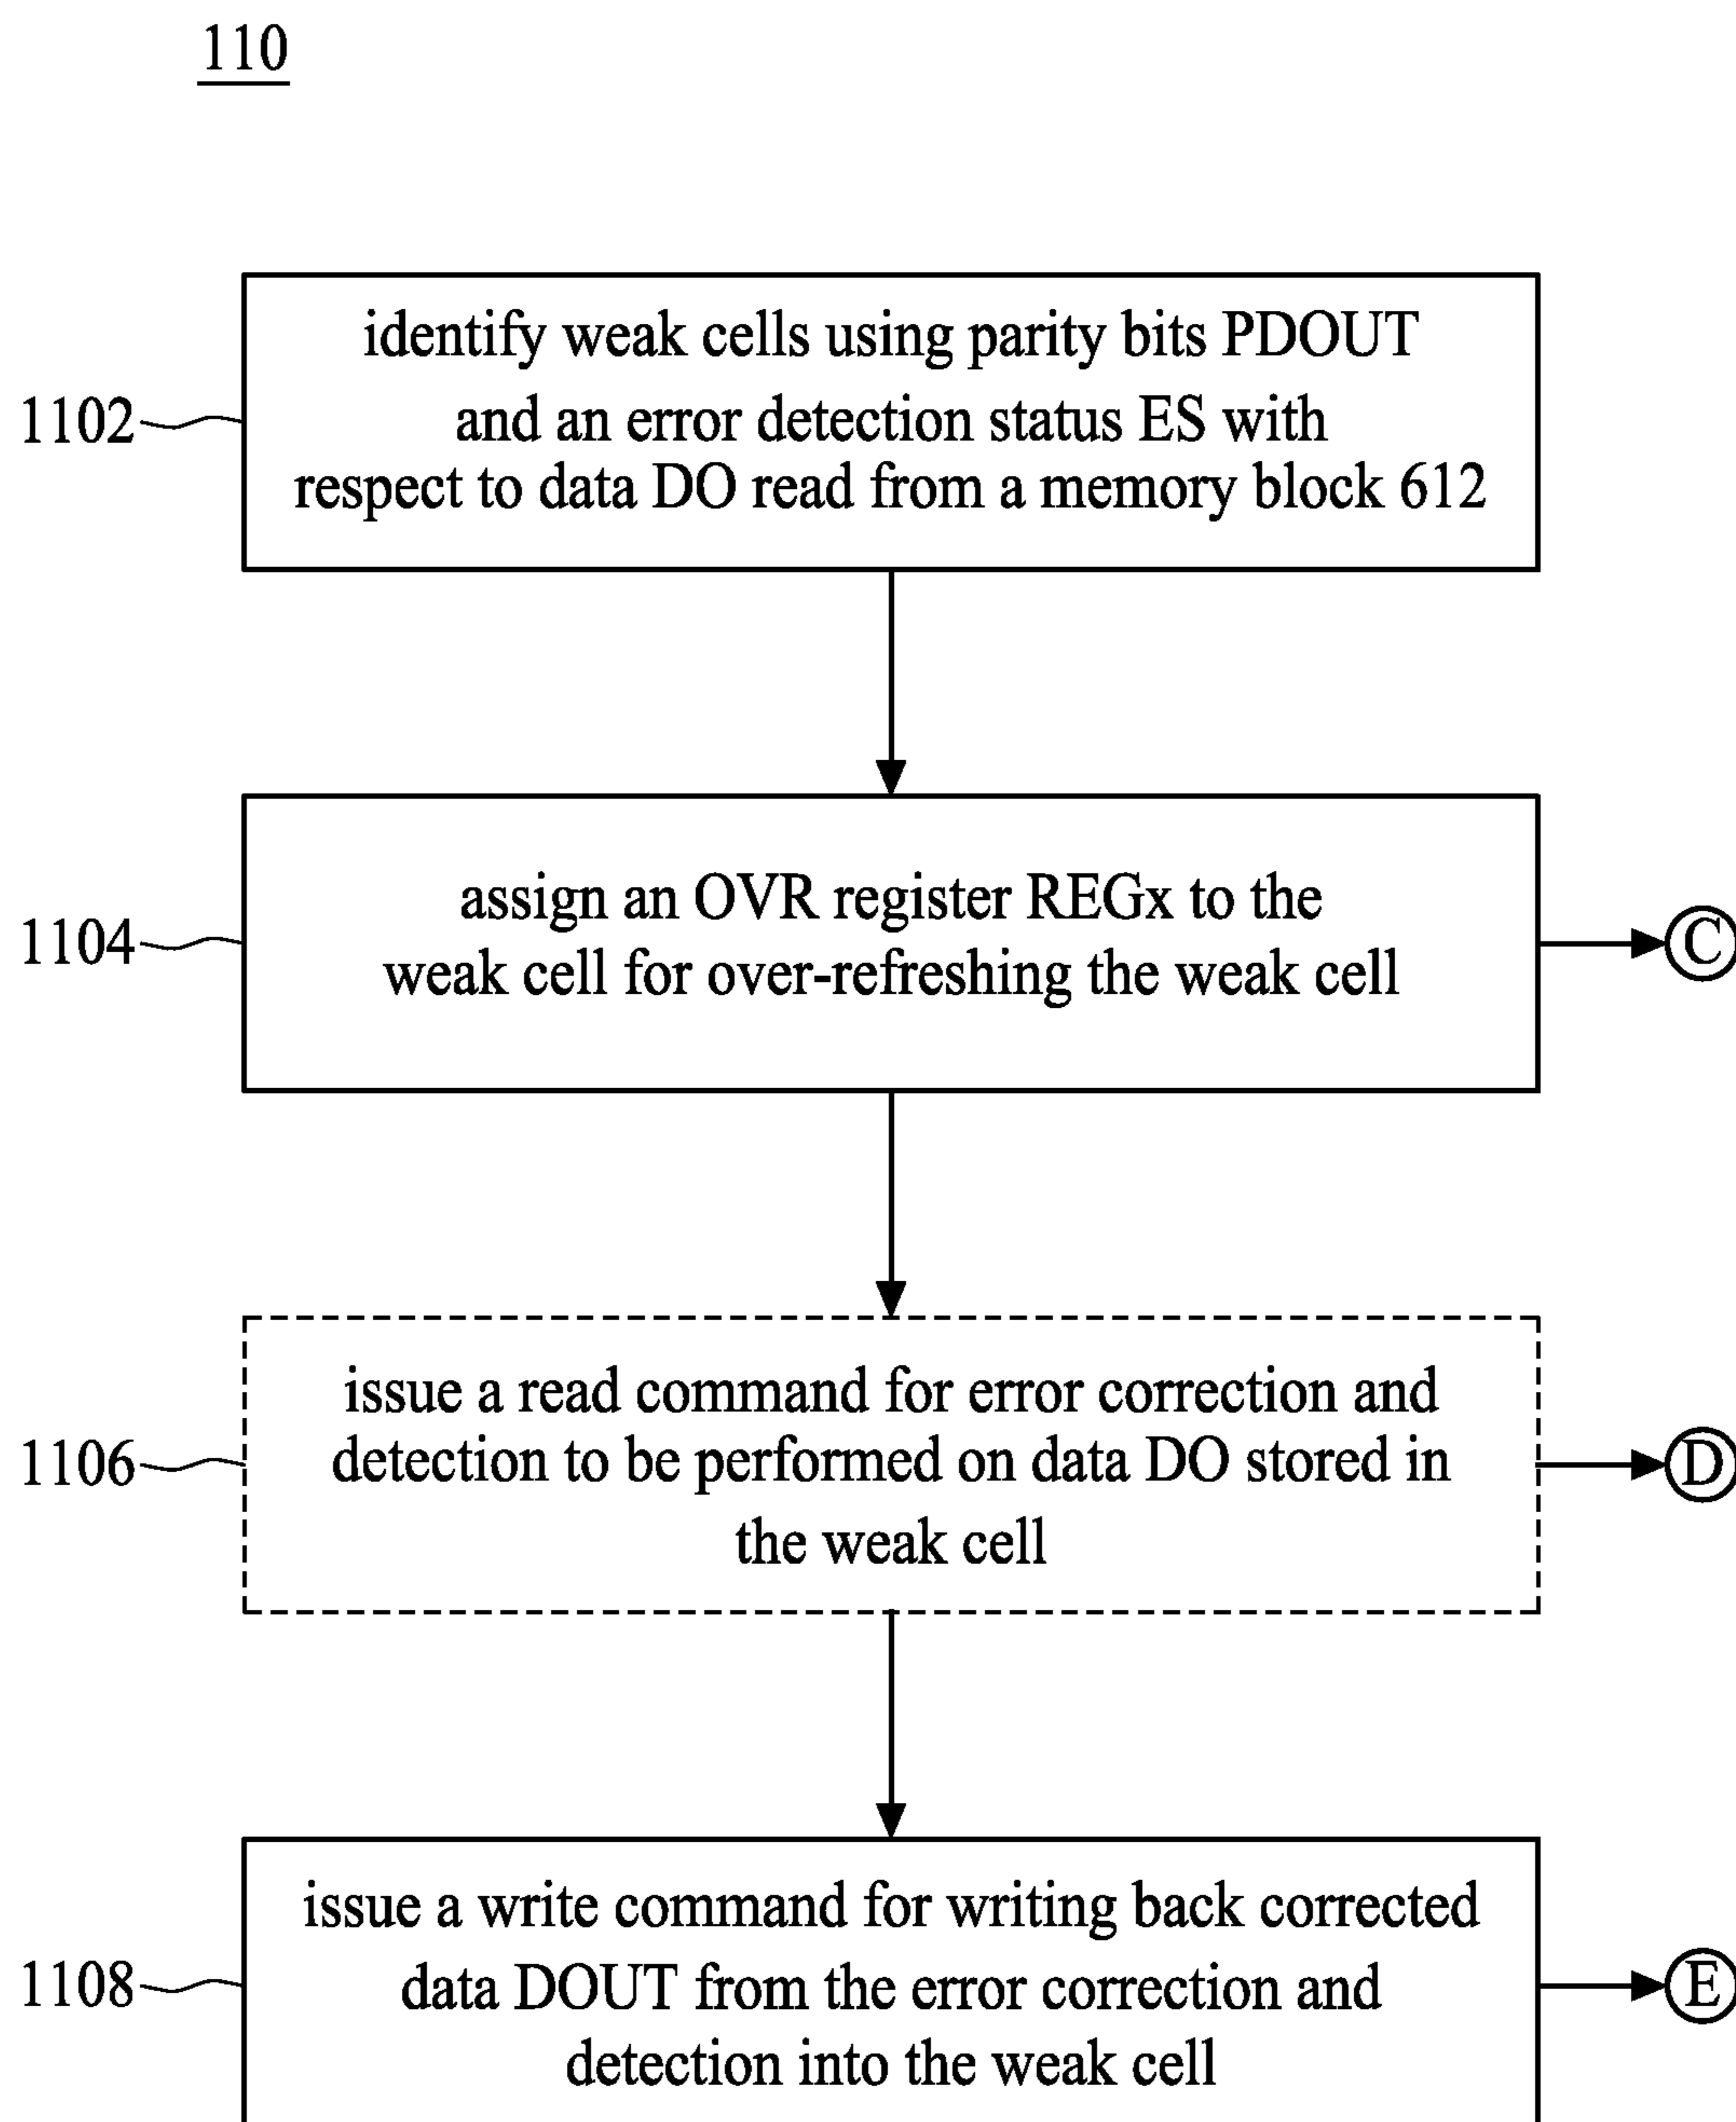 110
identify weak cells using parity bits PDOUT
and an error detection status ES with
respect to data DO read from a memory block 612
1102
assign an OVR register REGx to the
weak cell for over-refreshing the weak cell
1104
C
issue a read command for error correction and
detection to be performed on data DO stored in
the weak cell
1106
D
issue a write command for writing back corrected
data DOUT from the error correction and
detection into the weak cell
1108
E